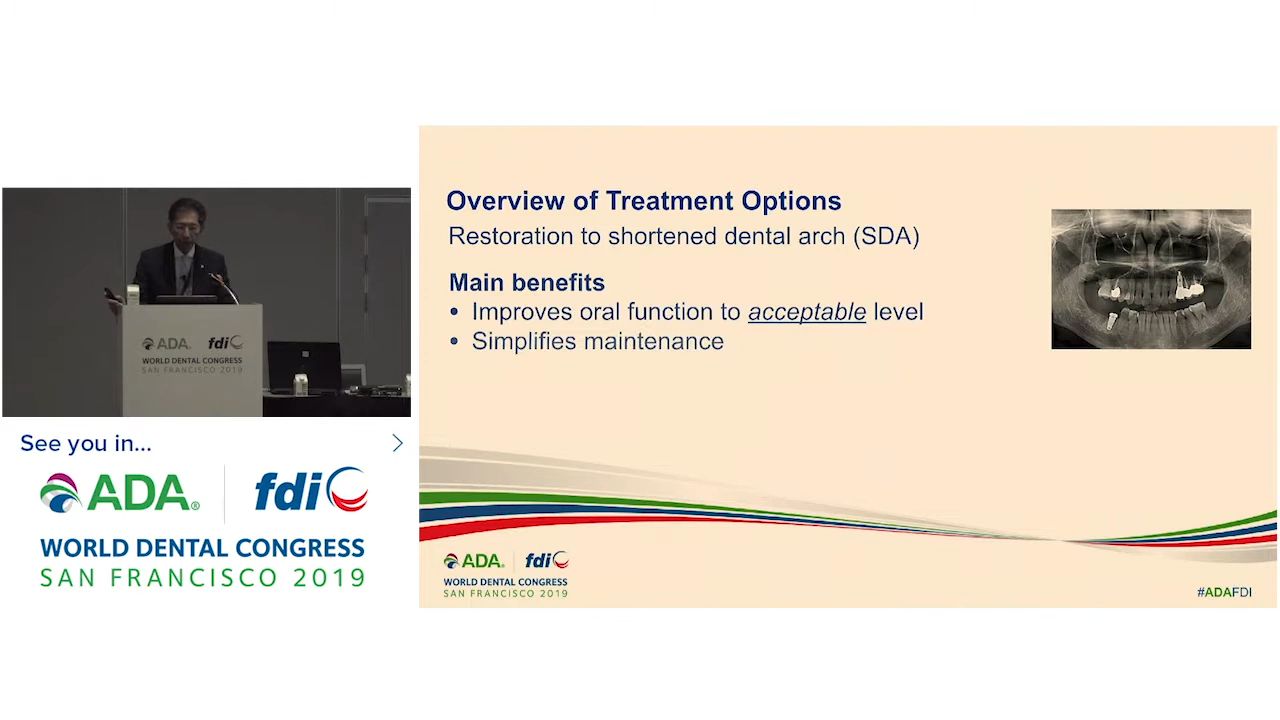 ADA. fdi
WORLD DENTAL CONGRESS
SAN FRANCISCO 2019
See you in...
ADA® fdi
WORLD DENTAL CONGRESS
SAN FRANCISCO 2019
Overview of Treatment Options
Restoration to shortened dental arch (SDA)
Main benefits
• Improves oral function to acceptable level
• Simplifies maintenance
ADA. fdi
WORLD DENTAL CONGRESS
SAN FRANCISCO 2019
#ADAFDI